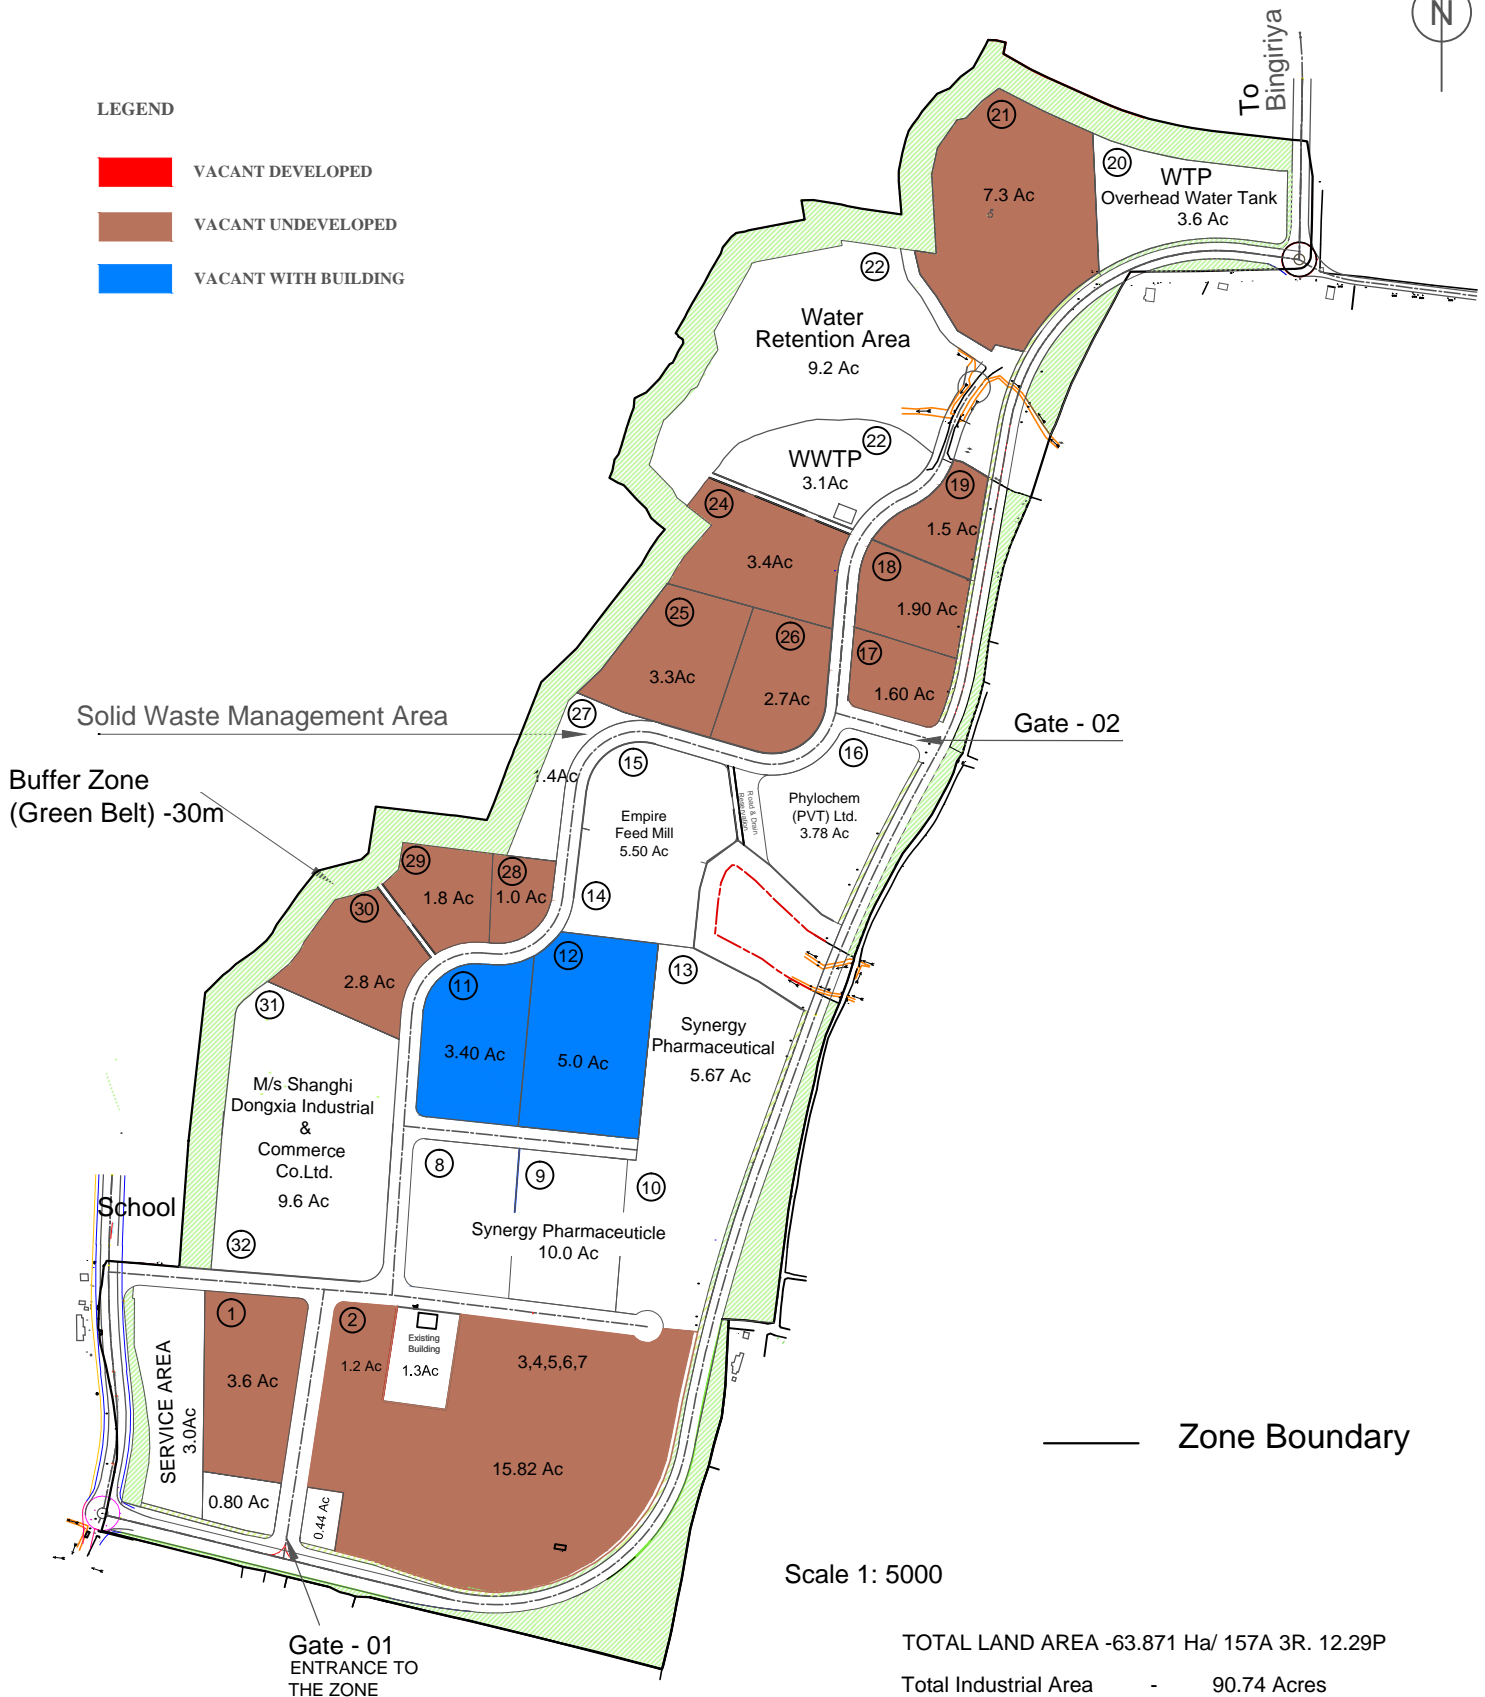 N
To
Bingiriya
LEGEND
VACANT DEVELOPED
VACANT UNDEVELOPED
VACANT WITH BUILDING
21
7.3 Ac
20
WTP
Overhead Water Tank
3.6 Ac
22
Water
Retention Area
9.2 Ac
22
WWTP
3.1Ac
19
1.5 Ac
24
3.4Ac
18
1.90 Ac
25
3.3Ac
26
2.7Ac
17
1.60 Ac
Solid Waste Management Area
27
1.4Ac
Gate - 02
16
Phylochem
(PVT) Ltd.
3.78 Ac
Road & Drain
Reservation
15
Empire
Feed Mill
5.50 Ac
14
Buffer Zone
(Green Belt) -30m
29
1.8 Ac
28
1.0 Ac
30
2.8 Ac
12
5.0 Ac
11
3.40 Ac
13
Synergy
Pharmaceutical
5.67 Ac
31
M/s Shanghi
Dongxia Industrial
&
Commerce
Co.Ltd.
9.6 Ac
32
School
8
9
10
Synergy Pharmaceuticle
10.0 Ac
1
3.6 Ac
2
1.2 Ac
Existing
Building
1.3Ac
3,4,5,6,7
15.82 Ac
SERVICE AREA
3.0Ac
0.80 Ac
0.44 Ac
Zone Boundary
Scale 1: 5000
Gate - 01
ENTRANCE TO
THE ZONE
TOTAL LAND AREA -63.871 Ha/ 157A 3R. 12.29P
Total Industrial Area - 90.74 Acres